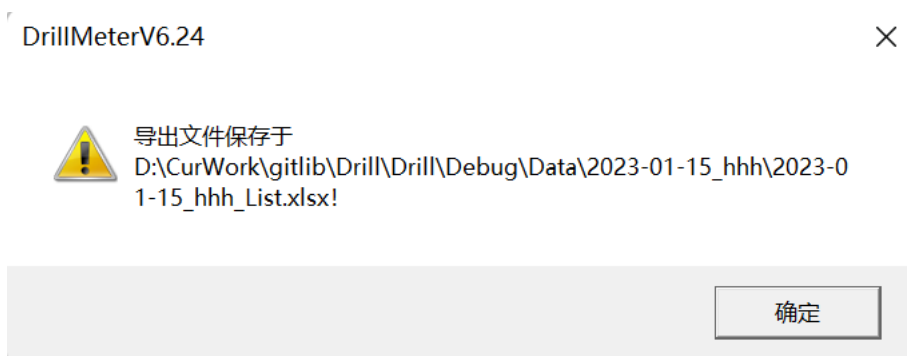 DrillMeterV6.24
导出文件保存于
D:\CurWork\gitlib\Drill\Drill\Debug\Data\2023-01-15_hhh\2023-0
1-15_hhh_List.xlsx!
确定